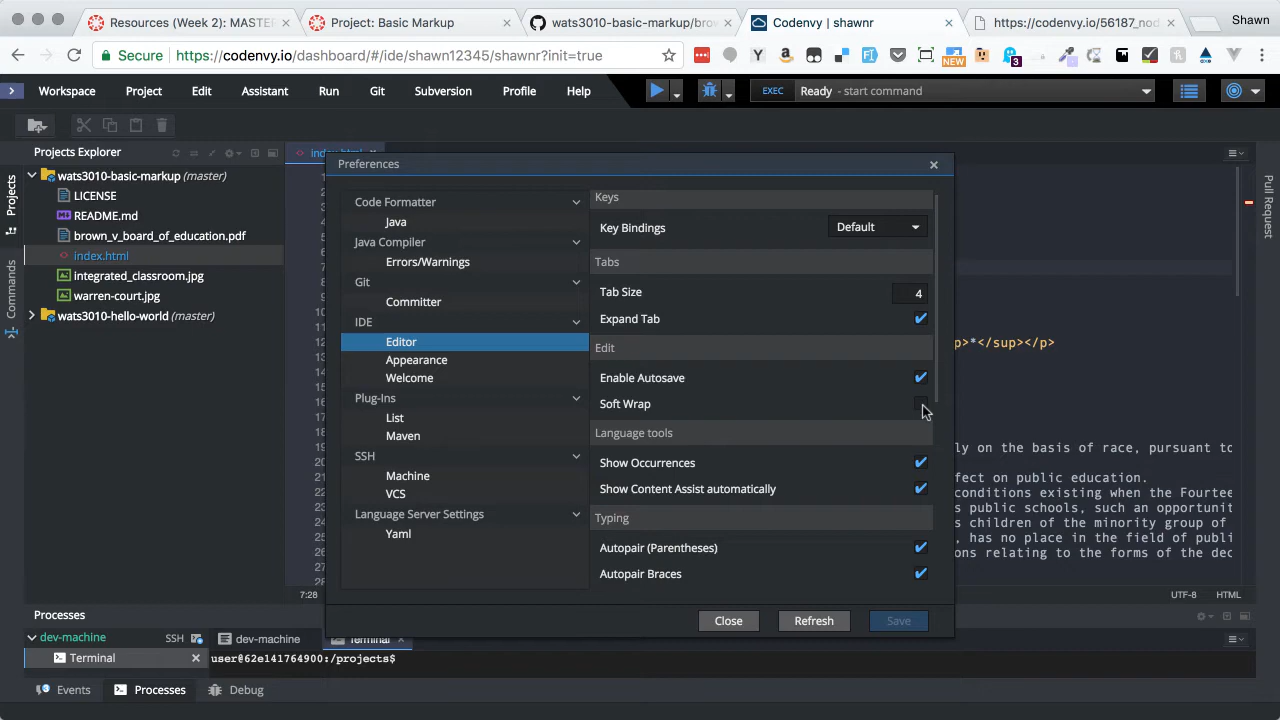 Resources (Week 2): MASTER
Project: Basic Markup
wats3010-basic-markup/brow
Codenvy | shawnr
https://codenvy.io/56187_nod
Shawn
Secure
https://codenvy.io/dashboard/#/ide/shawn12345/shawnr?init=true
NEW
3
Workspace
Project
Edit
Assistant
Run
Git
Subversion
Profile
Help
EXEC
Ready - start command
Projects Explorer
index.html
Projects
Commands
Pull Request
wats3010-basic-markup (master)
LICENSE
README.md
brown_v_board_of_education.pdf
index.html
integrated_classroom.jpg
warren-court.jpg
wats3010-hello-world (master)
Preferences
Code Formatter
Java
Java Compiler
Errors/Warnings
Git
Committer
IDE
Editor
Appearance
Welcome
Plug-Ins
List
Maven
SSH
Machine
VCS
Language Server Settings
Yaml
Keys
Key Bindings
Default
Tabs
Tab Size
4
Expand Tab
Edit
Enable Autosave
Soft Wrap
Language tools
Show Occurrences
Show Content Assist automatically
Typing
Autopair (Parentheses)
Autopair Braces
Close
Refresh
Save
p>*</sup></p>
ly on the basis of race, pursuant to
fect on public education.
conditions existing when the Fourtee
s public schools, such an opportunit
s children of the minority group of
, has no place in the field of publi
ons relating to the forms of the dec
7:28
UTF-8
HTML
Processes
dev-machine
SSH
dev-machine
Terminal
Terminal
user@62e141764900:/projects$
Events
Processes
Debug